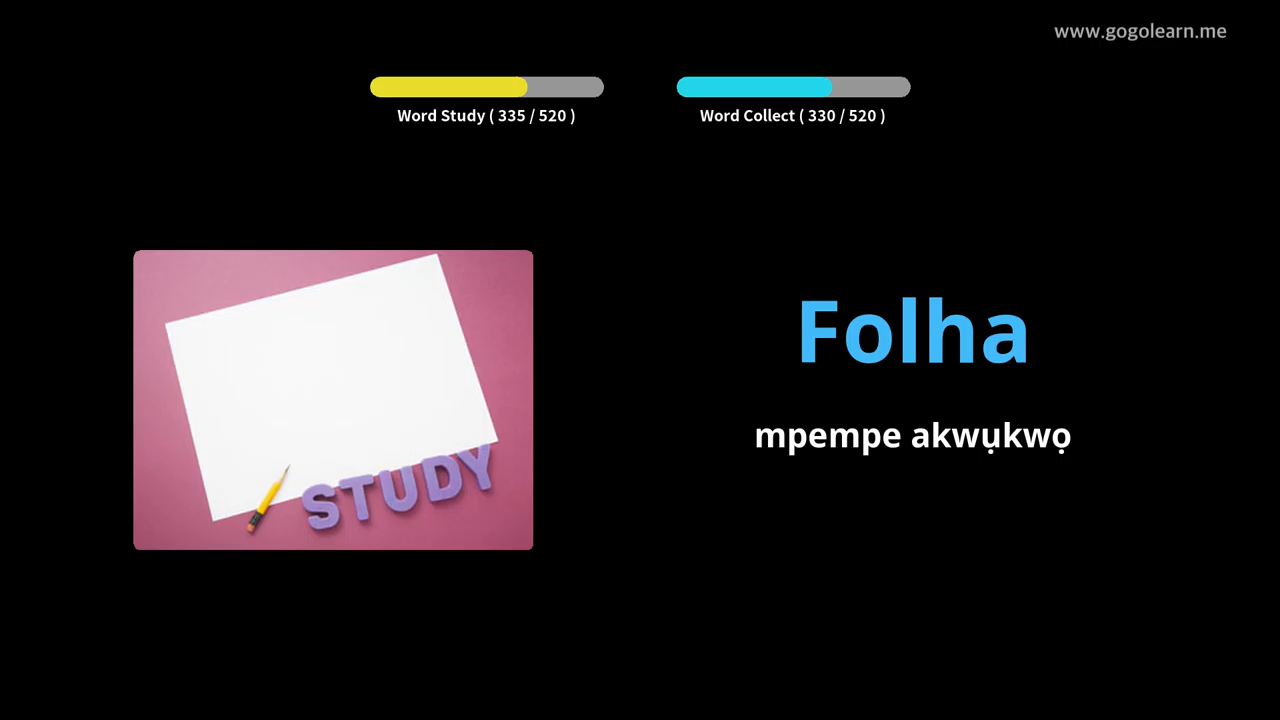 www.gogolearn.me
Word Study ( 335 / 520 )
Word Collect ( 330 / 520 )
STUDY
Folha
mpempe akwụkwọ